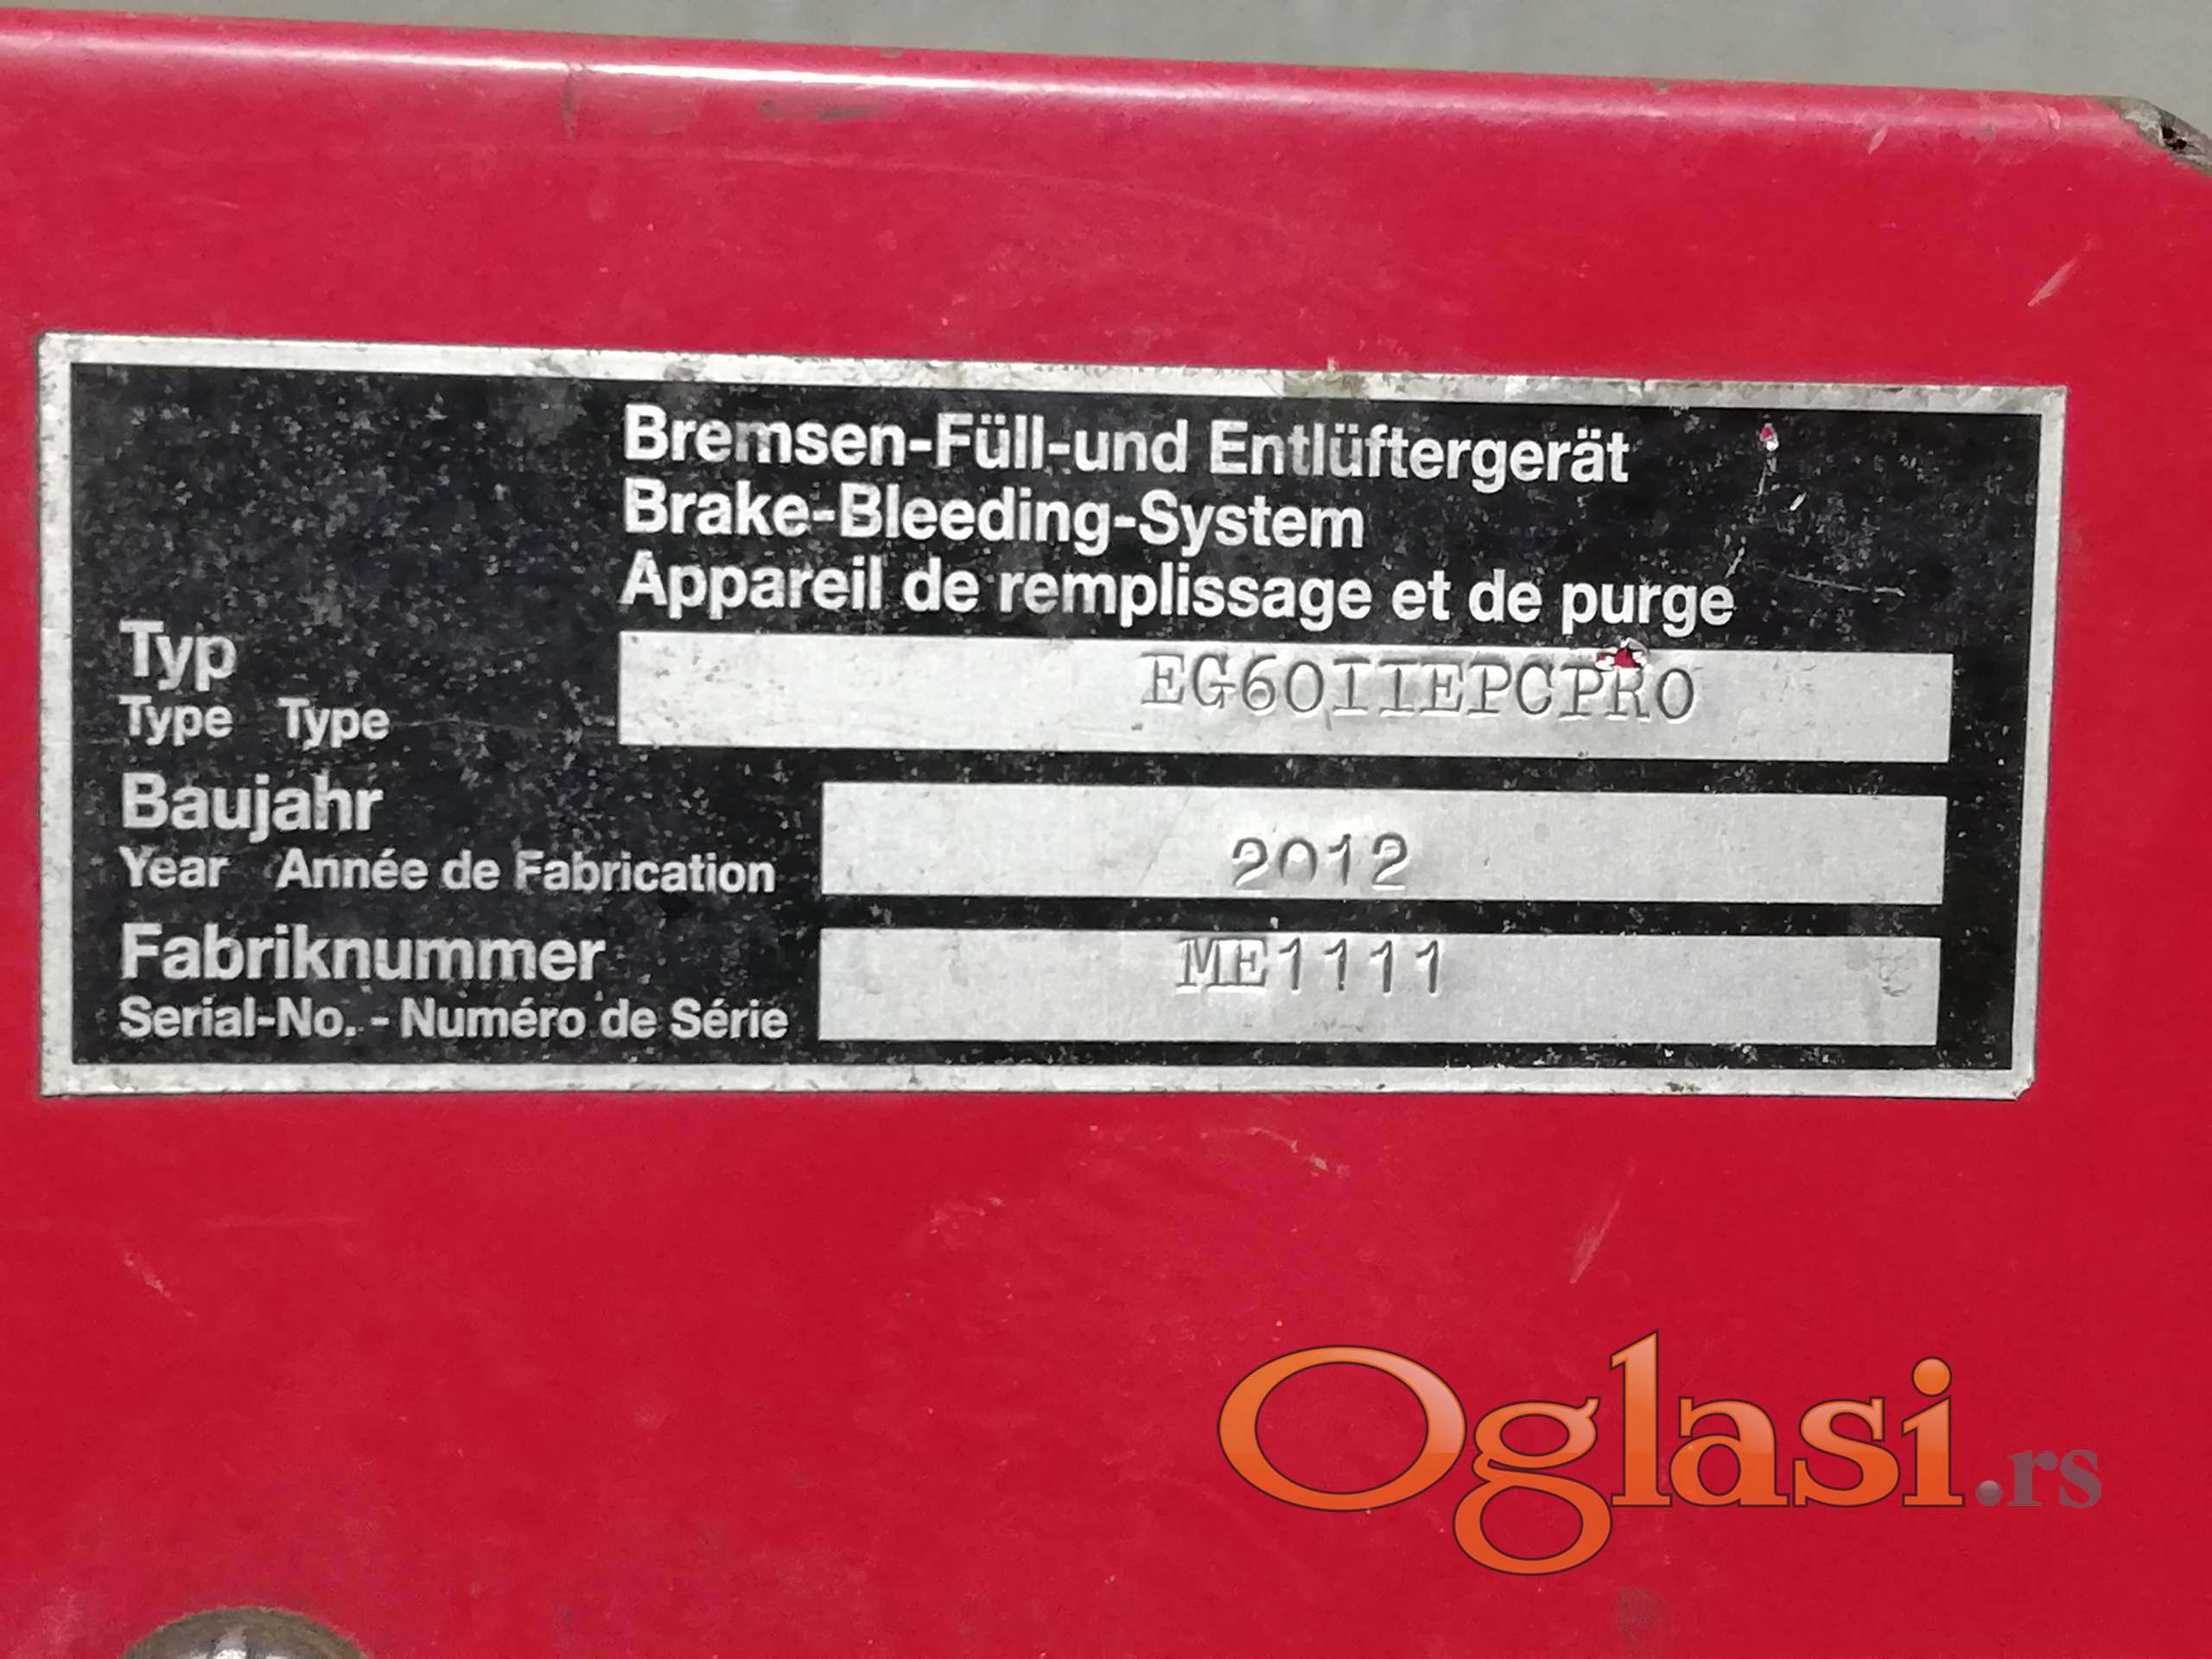 Bremsen-Füll-und Entlüftergerät
Brake-Bleeding-System
Appareil de remplissage et de purge
Typ
Type Type
EG60IIEPCPRO
Baujahr
Year Année de Fabrication
2012
Fabriknummer
Serial-No. - Numéro de Série
ME1111
Oglasi.rs